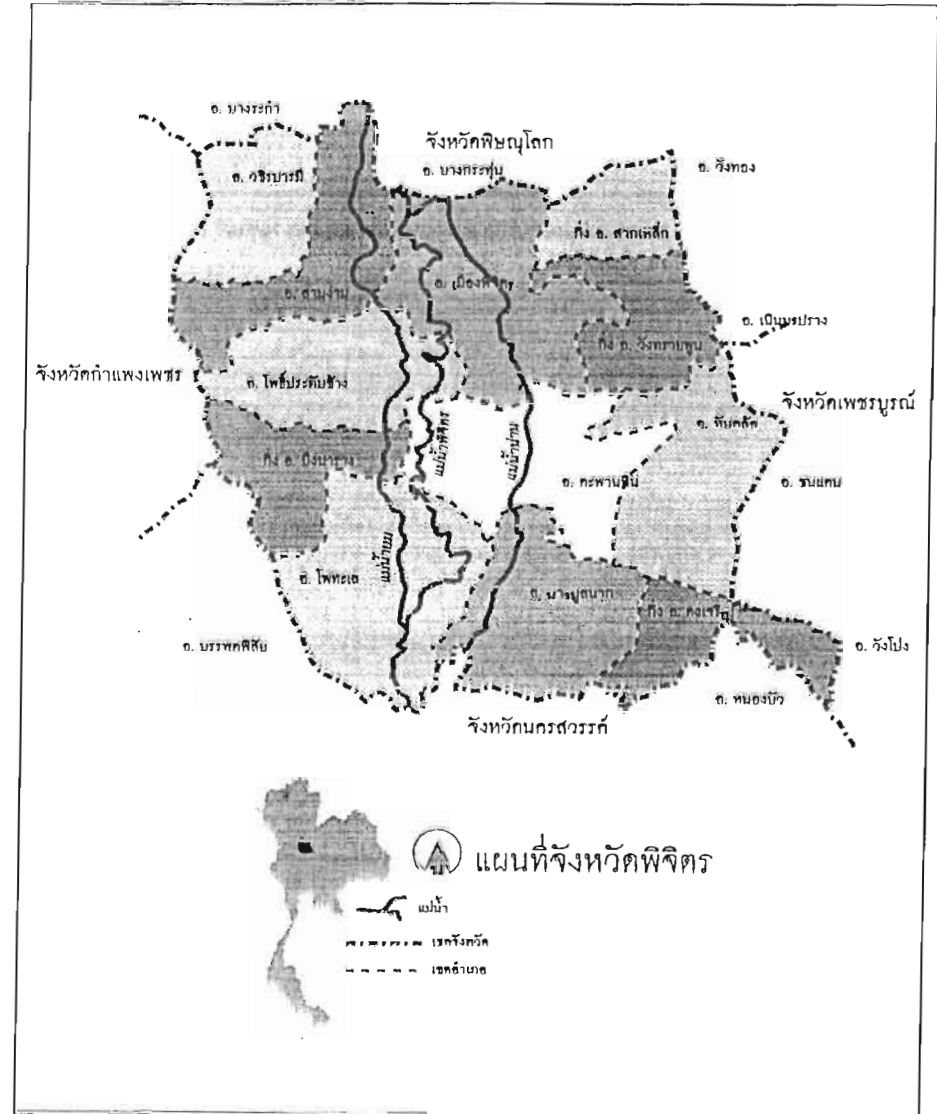 อ. บางระกำ
จังหวัดพิษณุโลก
อ. บางกระทุ่ม
อ. วังทอง
อ. วชิรบารมี
กิ่ง อ. สากเหล็ก
อ. เมืองพิจิตร
อ. สามง่าม
อ. เนินมะปราง
กิ่ง อ. วังทรายพูน
จังหวัดกำแพงเพชร
อ. โพธิ์ประทับช้าง
จังหวัดเพชรบูรณ์
อ. ทับคล้อ
แม่น้ำพิจิตร
แม่น้ำน่าน
กิ่ง อ. บึงนาราง
อ. ตะพานหิน
อ. ชนแดน
แม่น้ำยม
อ. โพทะเล
อ. บางมูลนาก
กิ่ง อ. ดงเจริญ
อ. บรรพตพิสัย
อ. วังโป่ง
อ. หนองบัว
จังหวัดนครสวรรค์
น
แผนที่จังหวัดพิจิตร
แม่น้ำ
เขตจังหวัด
เขตอำเภอ